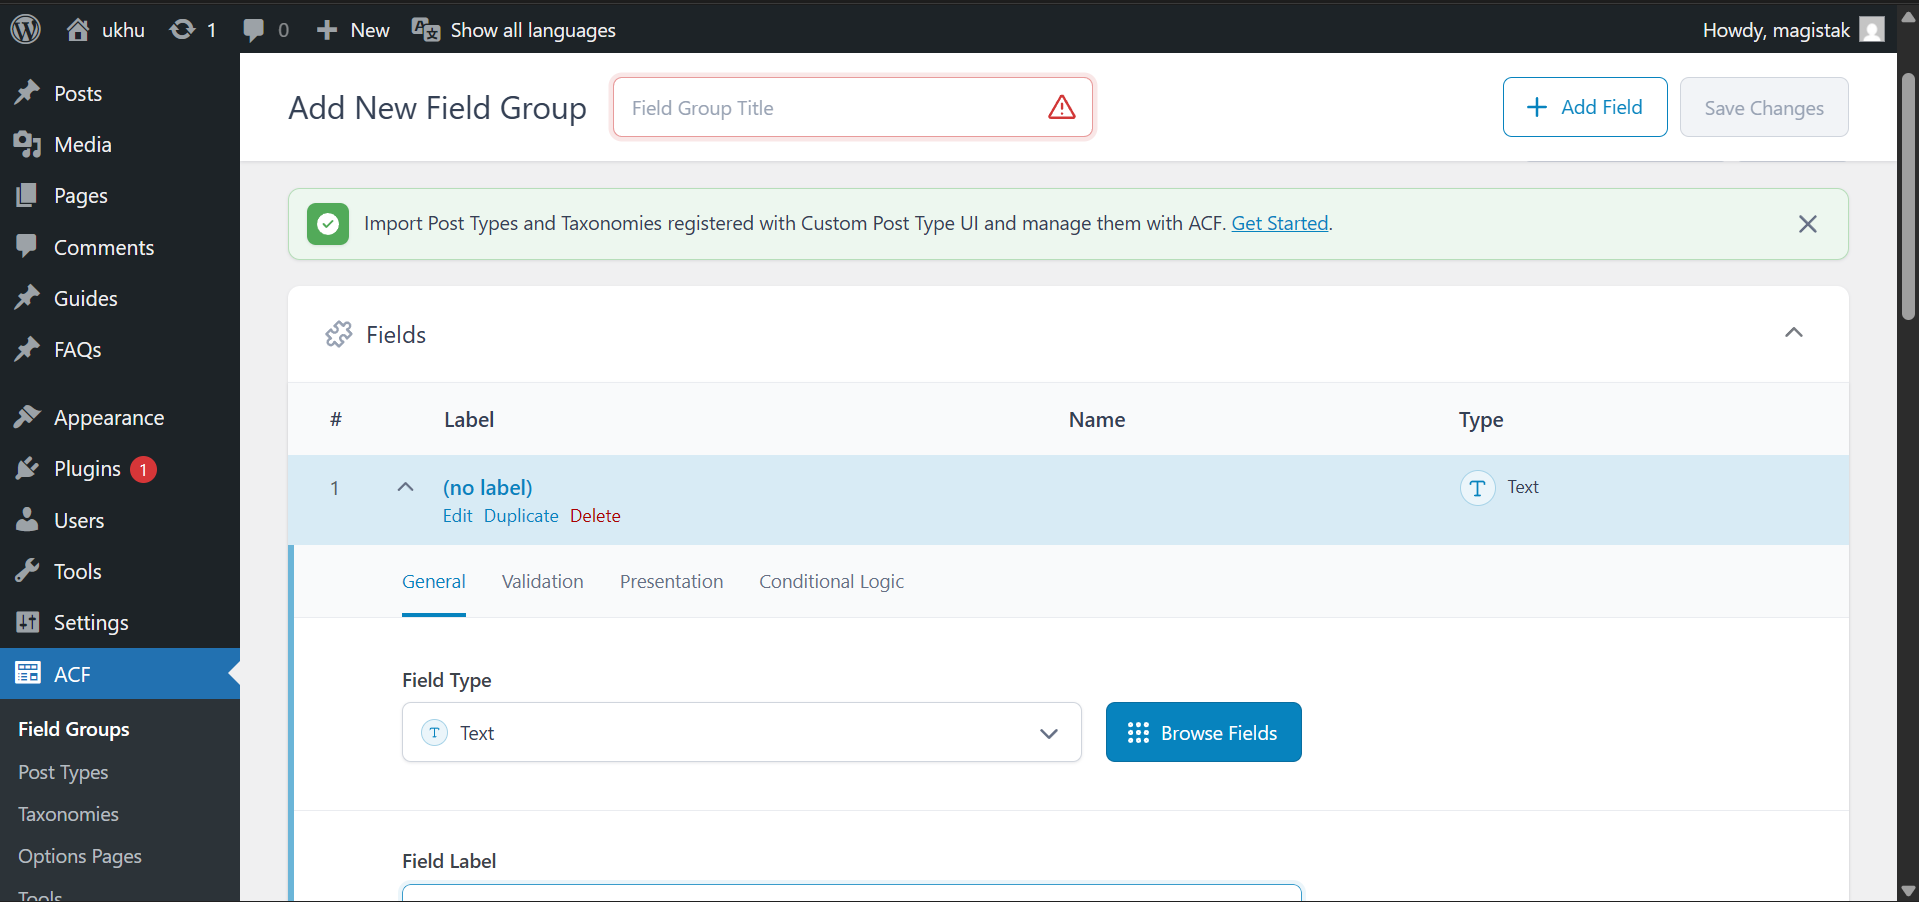 ukhu 1 0 New Show all languages Howdy, magistak
Posts
Media
Pages
Comments
Guides
FAQs
Appearance
Plugins 1
Users
Tools
Settings
ACF
Field Groups
Post Types
Taxonomies
Options Pages
Tools
Add New Field Group Field Group Title Add Field Save Changes
Import Post Types and Taxonomies registered with Custom Post Type UI and manage them with ACF. Get Started.
Fields
# Label Name Type
1 (no label) Text
Edit Duplicate Delete
General Validation Presentation Conditional Logic
Field Type
Text Browse Fields
Field Label